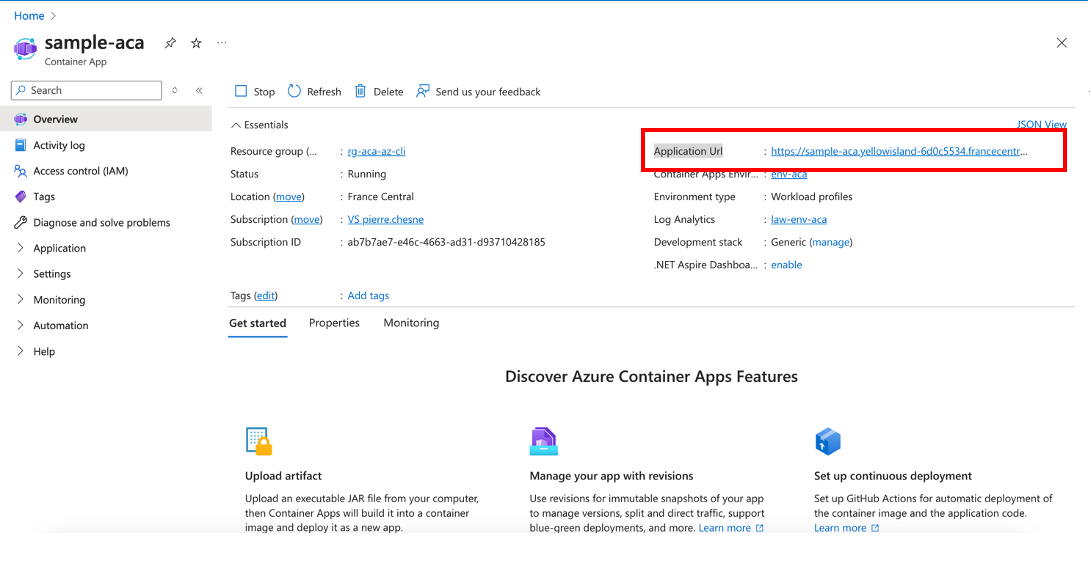 Home >
sample-aca
...
Container App
Search
Stop Refresh Delete Send us your feedback
Overview
Activity log
Access control (IAM)
Tags
Diagnose and solve problems
Application
Settings
Monitoring
Automation
Help
Essentials
JSON View
Resource group (... : rg-aca-az-cli
Status : Running
Location (move) : France Central
Subscription (move) : VS pierre.chesne
Subscription ID : ab7b7ae7-e46c-4663-ad31-d93710428185
Application Url : https://sample-aca.yellowisland-6d0c5534.francecentr...
Container Apps Envir... : env-aca
Environment type : Workload profiles
Log Analytics : law-env-aca
Development stack : Generic (manage)
.NET Aspire Dashboa... : enable
Tags (edit) : Add tags
Get started Properties Monitoring
Discover Azure Container Apps Features
Upload artifact
Upload an executable JAR file from your computer,
then Container Apps will build it into a container
image and deploy it as a new app.
Manage your app with revisions
Use revisions for immutable snapshots of your app
to manage versions, split and direct traffic, support
blue-green deployments, and more. Learn more
Set up continuous deployment
Set up GitHub Actions for automatic deployment of
the container image and the application code.
Learn more